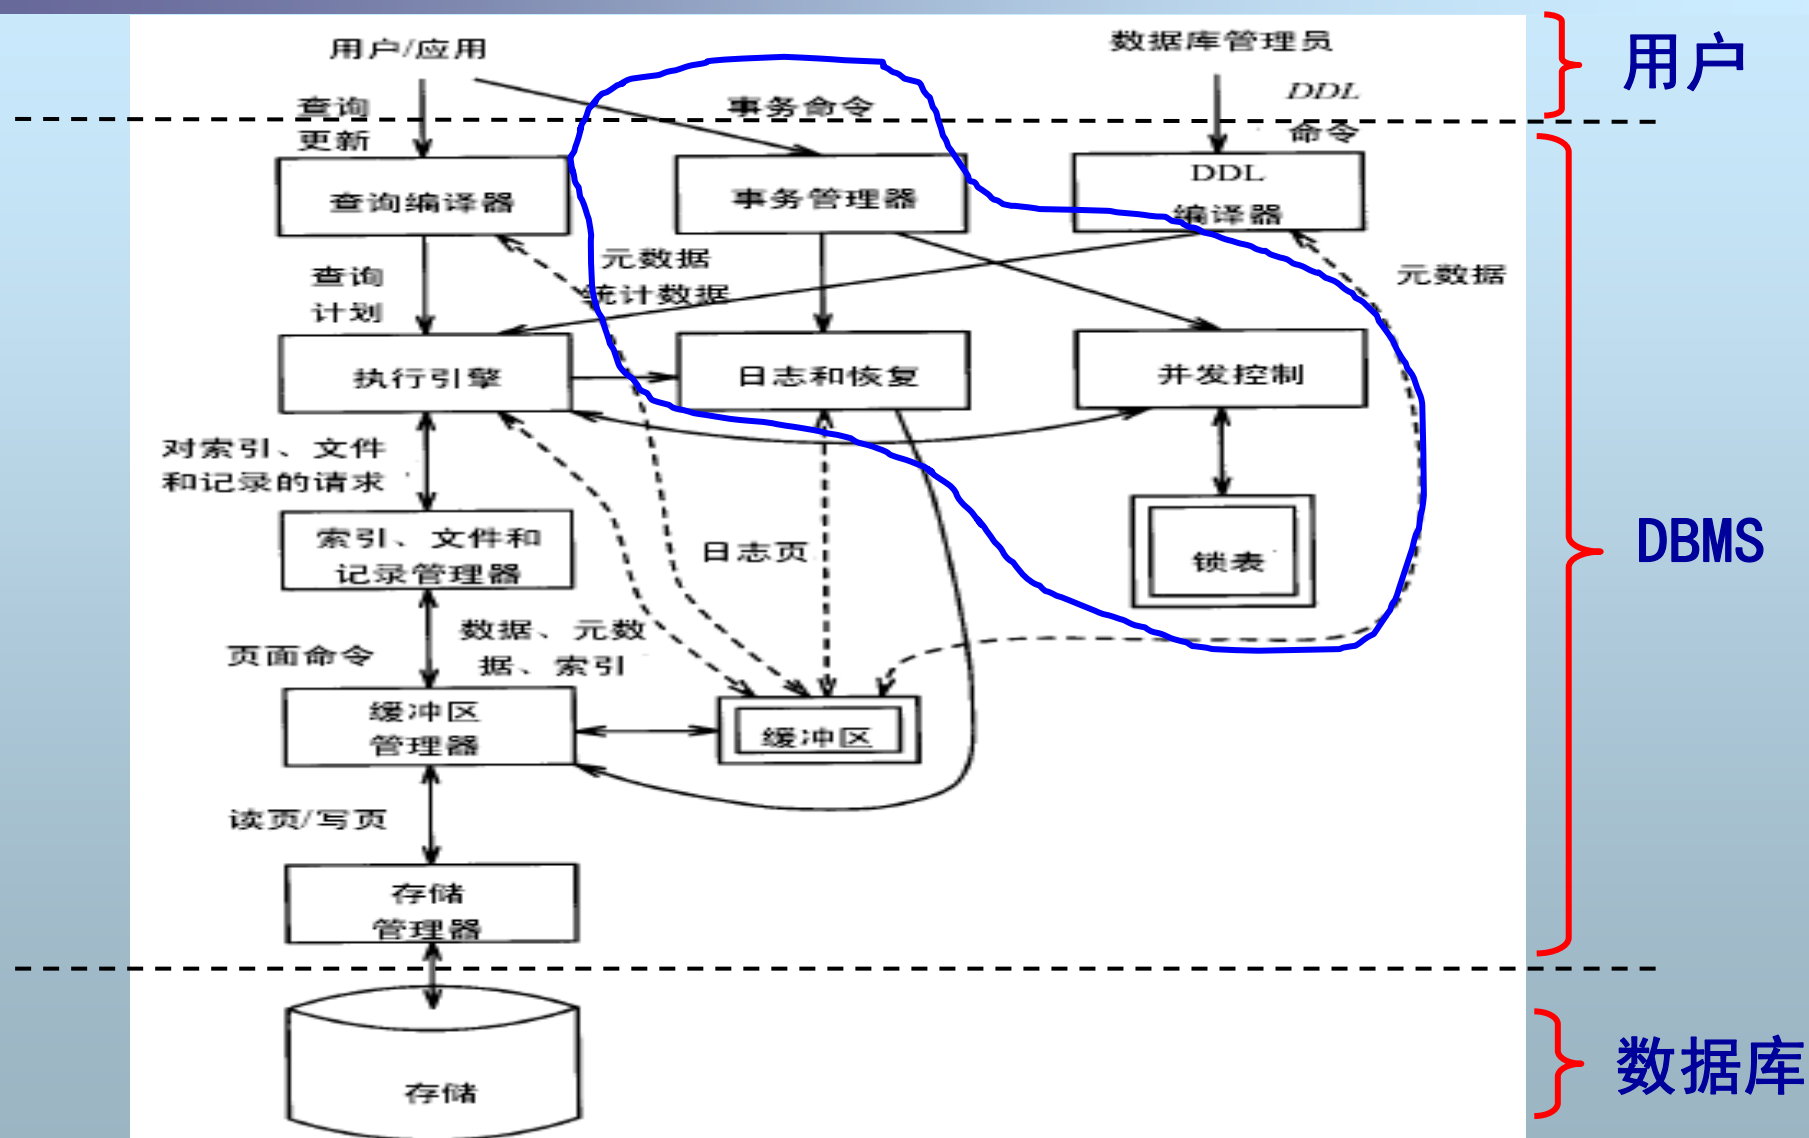 用户/应用
数据库管理员
用户
查询
更新
事务命令
DDL
命令
查询编译器
事务管理器
DDL
编译器
查询
计划
元数据
统计数据
元数据
执行引擎
日志和恢复
并发控制
对索引、文件
和记录的请求
索引、文件和
记录管理器
日志页
锁表
DBMS
页面命令
数据、元数
据、索引
缓冲区
管理器
缓冲区
读页/写页
存储
管理器
存储
数据库